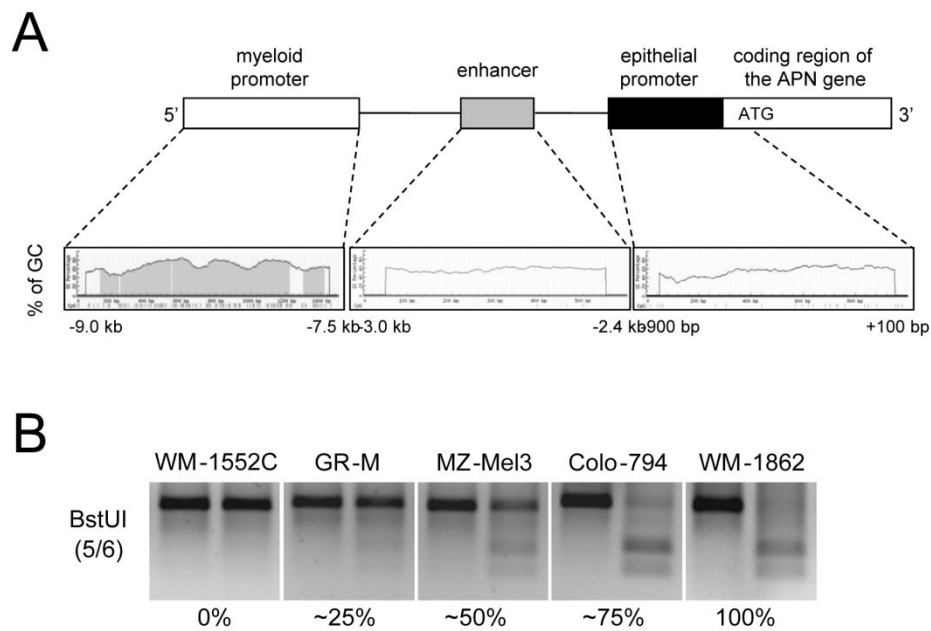 A
myeloid promoter
enhancer
epithelial promoter
coding region of the APN gene
5’
ATG
3’
% of GC
-9.0 kb
-7.5 kb
-3.0 kb
-2.4 kb
-900 bp
+100 bp
B
WM-1552C GR-M MZ-Mel3 Colo-794 WM-1862
BstUI
(5/6)
0% ~25% ~50% ~75% 100%